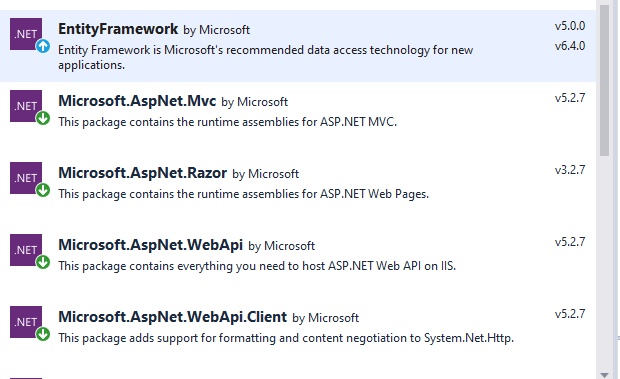 .NET EntityFramework by Microsoft v5.0.0
Entity Framework is Microsoft's recommended data access technology for new v6.4.0
applications.
.NET Microsoft.AspNet.Mvc by Microsoft v5.2.7
This package contains the runtime assemblies for ASP.NET MVC.
.NET Microsoft.AspNet.Razor by Microsoft v3.2.7
This package contains the runtime assemblies for ASP.NET Web Pages.
.NET Microsoft.AspNet.WebApi by Microsoft v5.2.7
This package contains everything you need to host ASP.NET Web API on IIS.
.NET Microsoft.AspNet.WebApi.Client by Microsoft v5.2.7
This package adds support for formatting and content negotiation to System.Net.Http.